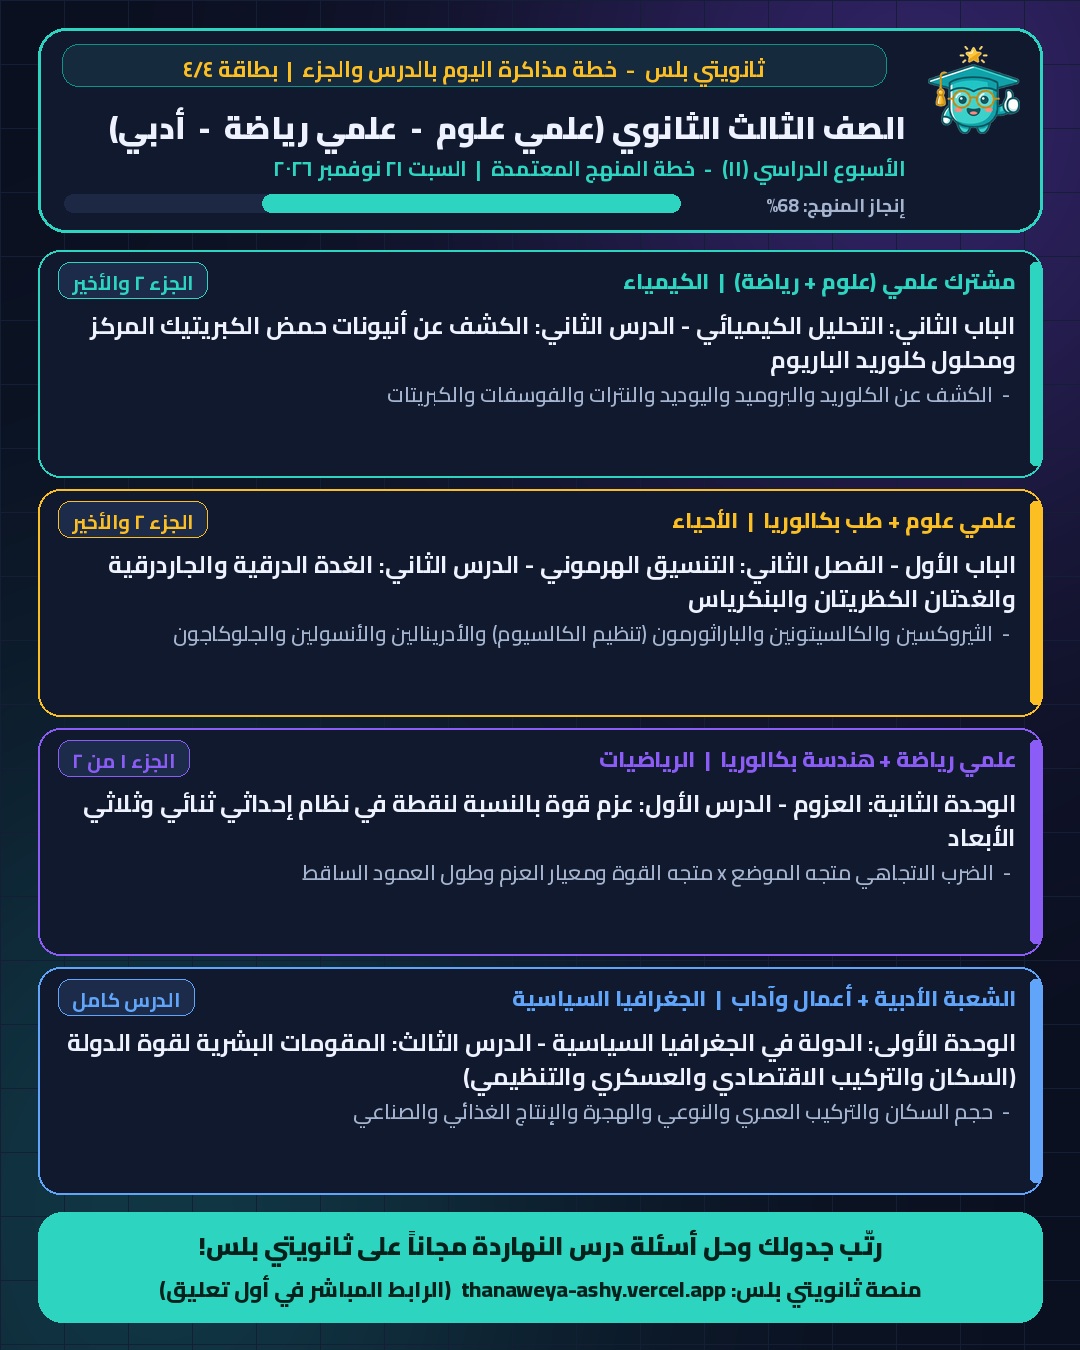 ثانويتي بلس - خطة مذاكرة اليوم بالدرس والجزء | بطاقة ٤/٤
الصف الثالث الثانوي (علمي علوم - علمي رياضة - أدبي)
الأسبوع الدراسي (١١) - خطة المنهج المعتمدة | السبت ٢١ نوفمبر ٢٠٢٦
إنجاز المنهج: 68%
مشترك علمي (علوم + رياضة) | الكيمياء
الجزء ٢ والأخير
الباب الثاني: التحليل الكيميائي - الدرس الثاني: الكشف عن أنيونات حمض الكبريتيك المركز
ومحلول كلوريد الباريوم
- الكشف عن الكلوريد والبروميد واليوديد والنترات والفوسفات والكبريتات
علمي علوم + طب بكالوريا | الأحياء
الجزء ٢ والأخير
الباب الأول - الفصل الثاني: التنسيق الهرموني - الدرس الثاني: الغدة الدرقية والجاردرقية
والغدتان الكظريتان والبنكرياس
- الثيروكسين والكالسيتونين والباراثورمون (تنظيم الكالسيوم) والأدرينالين والأنسولين والجلوكاجون
علمي رياضة + هندسة بكالوريا | الرياضيات
الجزء ١ من ٢
الوحدة الثانية: العزوم - الدرس الأول: عزم قوة بالنسبة لنقطة في نظام إحداثي ثنائي وثلاثي
الأبعاد
- الضرب الاتجاهي متجه الموضع x متجه القوة ومعيار العزم وطول العمود الساقط
الشعبة الأدبية + أعمال وآداب | الجغرافيا السياسية
الدرس كامل
الوحدة الأولى: الدولة في الجغرافيا السياسية - الدرس الثالث: المقومات البشرية لقوة الدولة
(السكان والتركيب الاقتصادي والعسكري والتنظيمي)
- حجم السكان والتركيب العمري والنوعي والهجرة والإنتاج الغذائي والصناعي
رتّب جدولك وحل أسئلة درس النهاردة مجاناً على ثانويتي بلس!
منصة ثانويتي بلس: thanaweya-ashy.vercel.app (الرابط المباشر في أول تعليق)